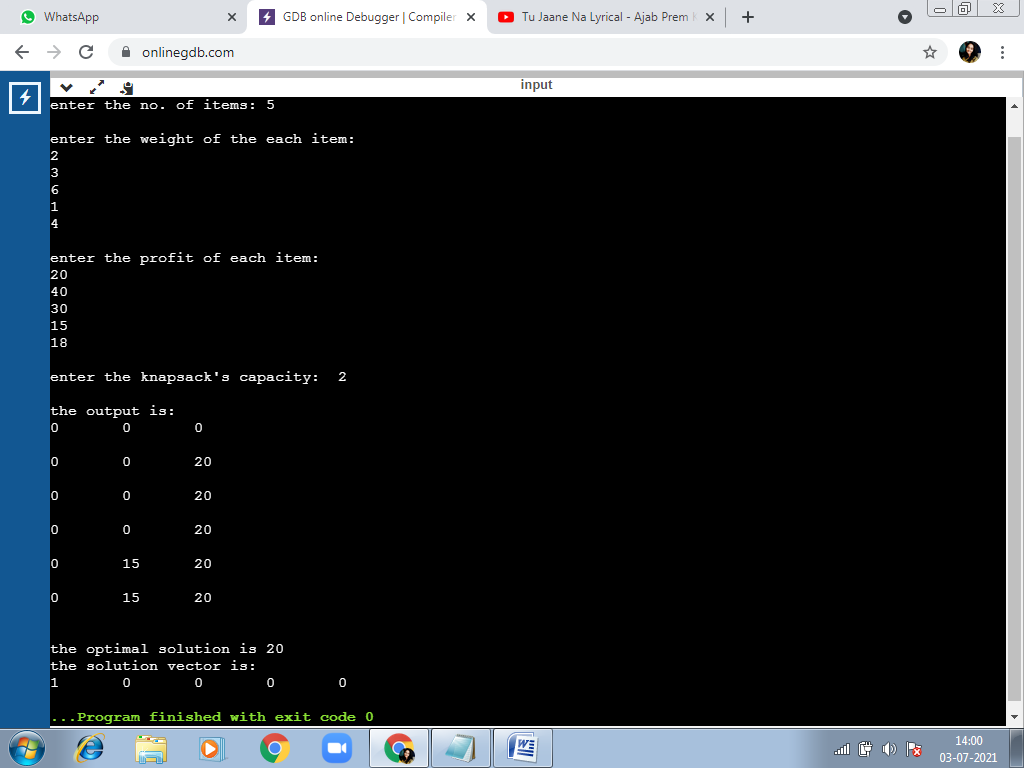 WhatsApp
GDB online Debugger | Compiler
Tu Jaane Na Lyrical - Ajab Prem
onlinegdb.com
input
enter the no. of items: 5
enter the weight of the each item:
2
3
6
1
4
enter the profit of each item:
20
40
30
15
18
enter the knapsack's capacity:  2
the output is:
0 0 0
0 0 20
0 0 20
0 0 20
0 15 20
0 15 20
the optimal solution is 20
the solution vector is:
1 0 0 0 0
...Program finished with exit code 0
14:00
03-07-2021